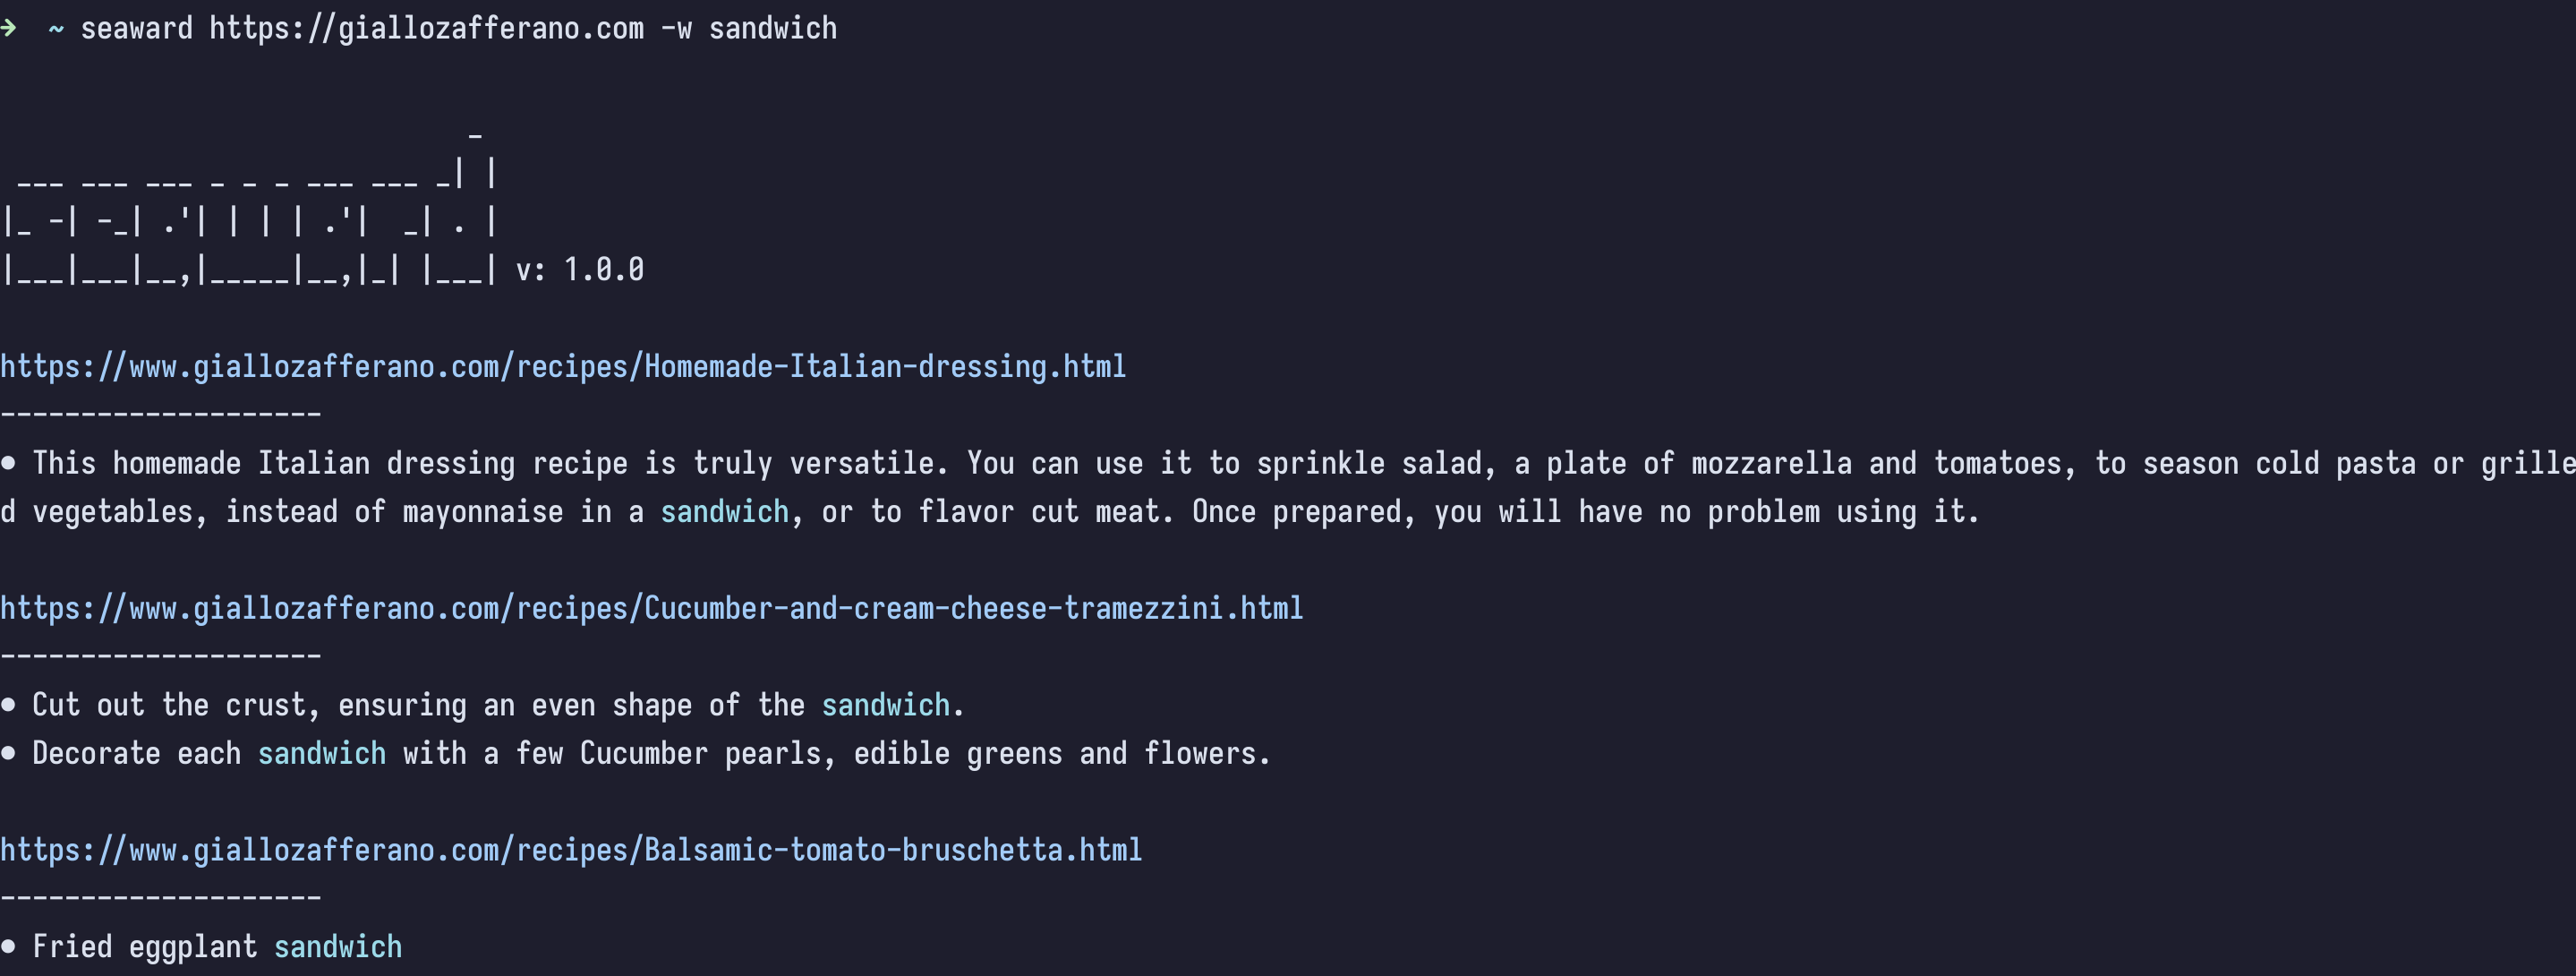 →  ~ seaward https://giallozafferano.com -w sandwich
                             _
 ___ ___ ___ _ _ _ ___ ___ _| |
|_ -| -_| .'| | | | .'|  _| . |
|___|___|__,|_____|__,|_| |___| v: 1.0.0
https://www.giallozafferano.com/recipes/Homemade-Italian-dressing.html
--------------------
● This homemade Italian dressing recipe is truly versatile. You can use it to sprinkle salad, a plate of mozzarella and tomatoes, to season cold pasta or grille
d vegetables, instead of mayonnaise in a sandwich, or to flavor cut meat. Once prepared, you will have no problem using it.
https://www.giallozafferano.com/recipes/Cucumber-and-cream-cheese-tramezzini.html
--------------------
● Cut out the crust, ensuring an even shape of the sandwich.
● Decorate each sandwich with a few Cucumber pearls, edible greens and flowers.
https://www.giallozafferano.com/recipes/Balsamic-tomato-bruschetta.html
--------------------
● Fried eggplant sandwich